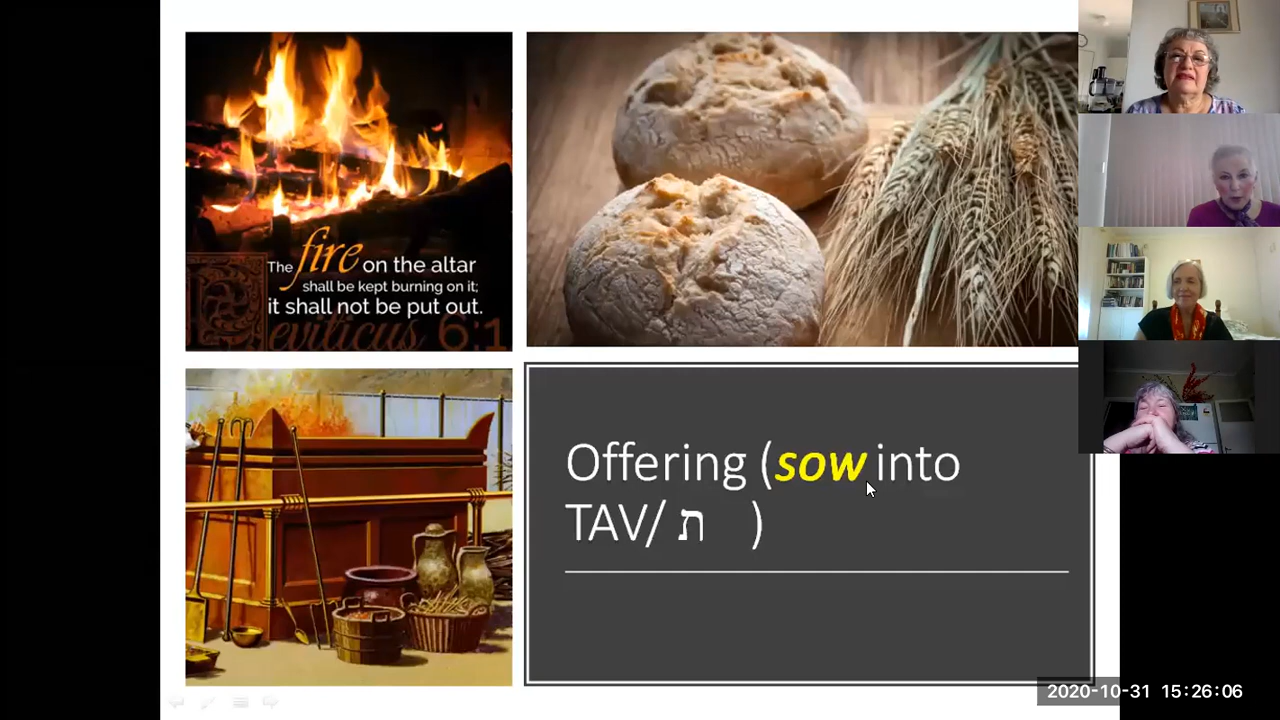 The fire on the altar
shall be kept burning on it;
it shall not be put out.
Leviticus 6:1
Offering (sow into
TAV/ ת )
2020-10-31 15:26:06